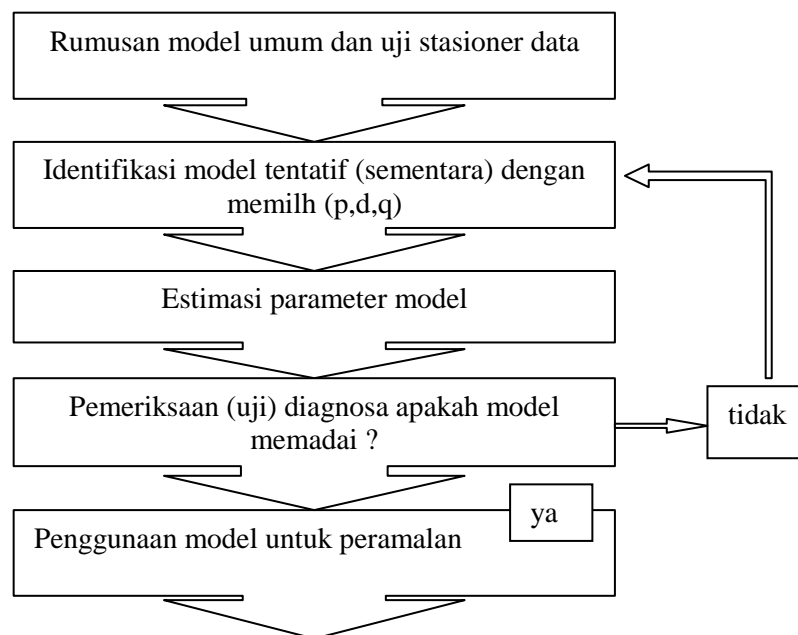 Rumusan model umum dan uji stasioner data
Identifikasi model tentatif (sementara) dengan
memilh (p,d,q)
Estimasi parameter model
Pemeriksaan (uji) diagnosa apakah model
memadai ?
tidak
ya
Penggunaan model untuk peramalan